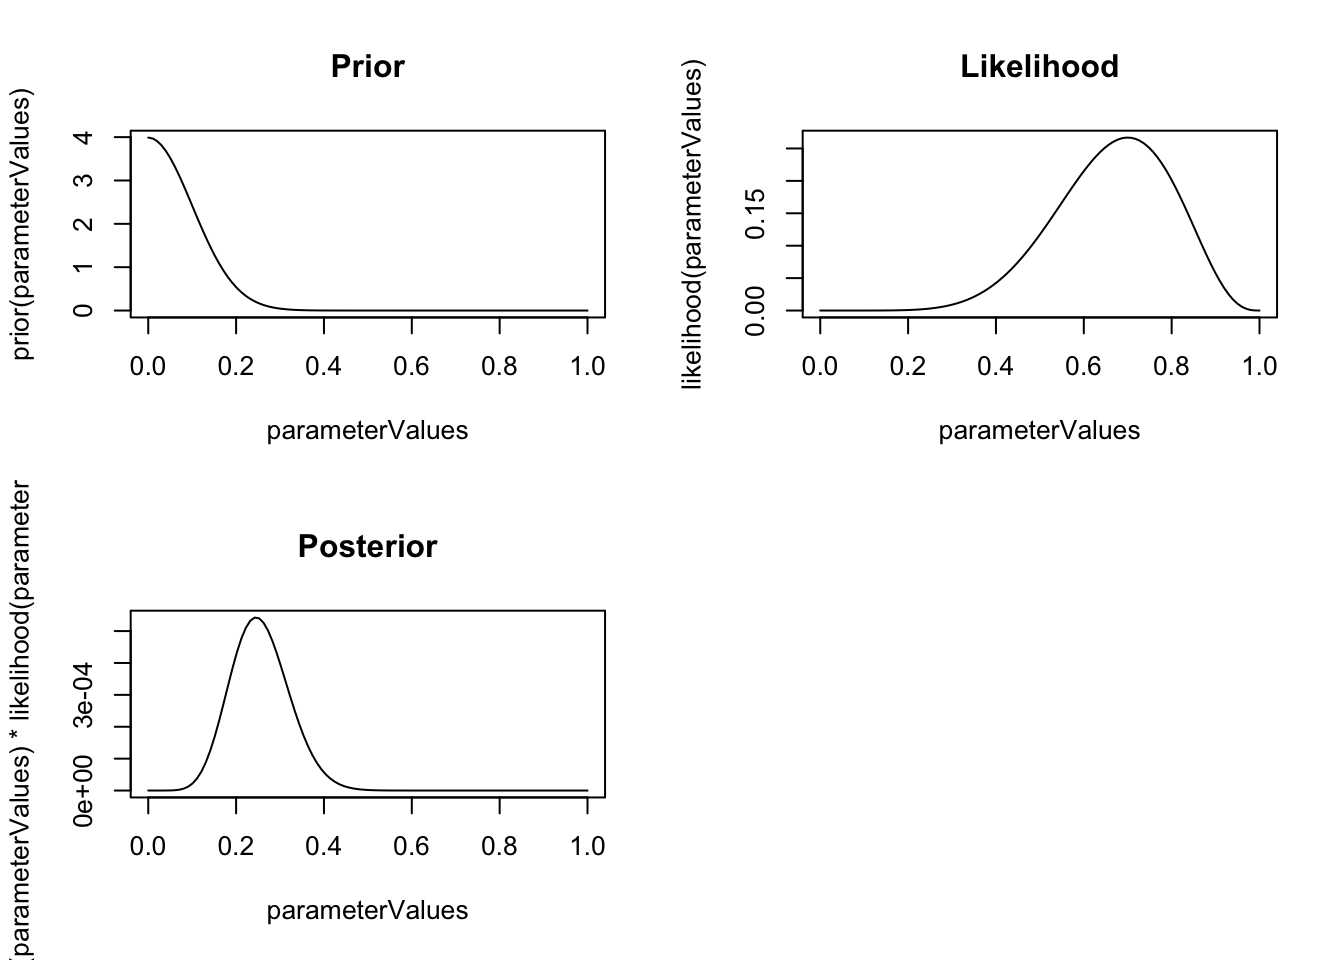 Prior
prior(parameterValues)
4
3
2
1
0
0.0 0.2 0.4 0.6 0.8 1.0
parameterValues
Likelihood
likelihood(parameterValues)
0.15
0.00
0.0 0.2 0.4 0.6 0.8 1.0
parameterValues
Posterior
(parameterValues) * likelihood(parameter
3e-04
0e+00
0.0 0.2 0.4 0.6 0.8 1.0
parameterValues